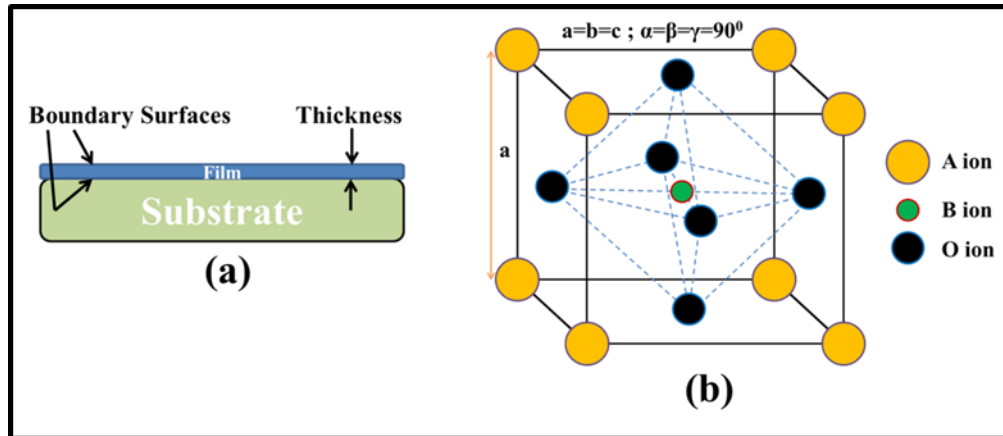 Boundary Surfaces
Thickness
Film
Substrate
(a)
a=b=c ; α=β=γ=90⁰
a
A ion
B ion
O ion
(b)